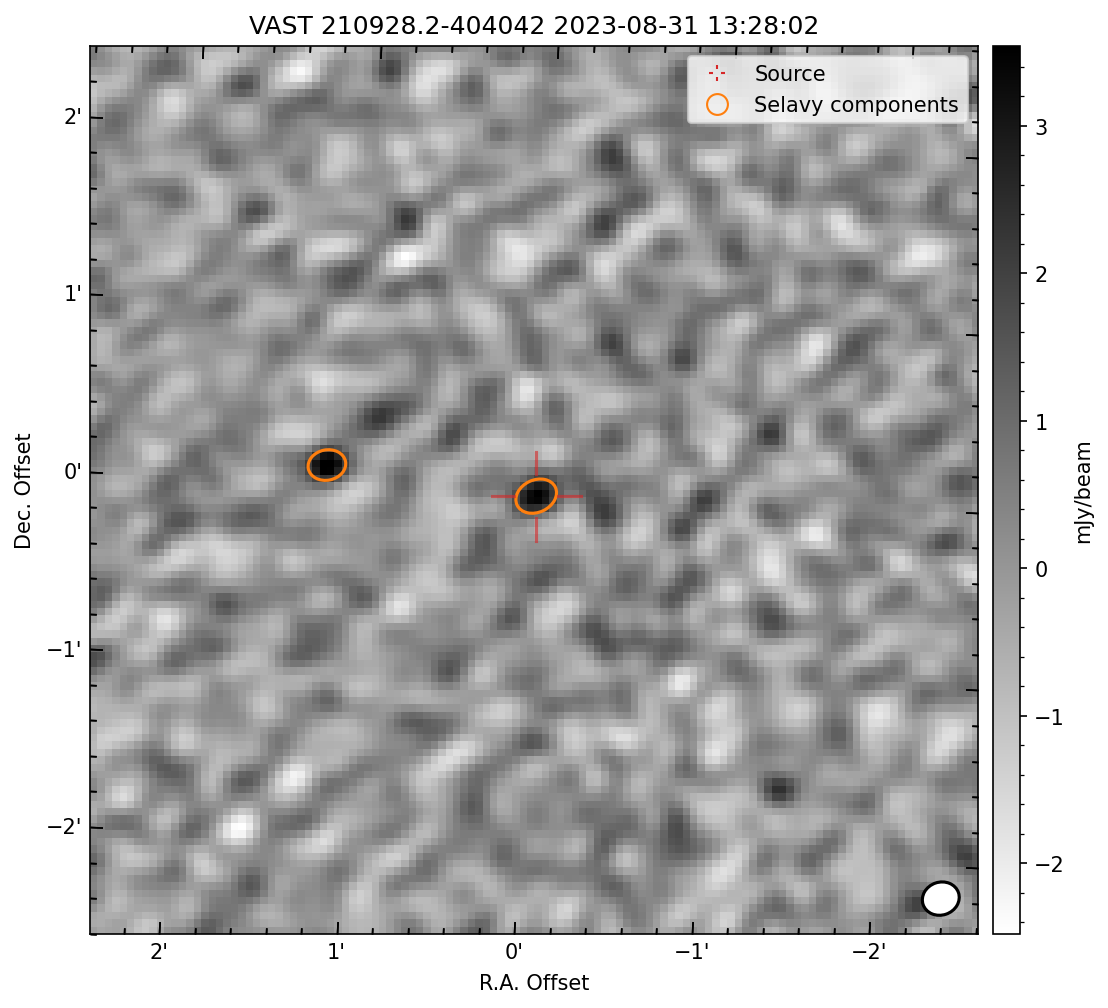 VAST 210928.2-404042 2023-08-31 13:28:02
Source
Selavy components
2'
1'
0'
−1'
−2'
Dec. Offset
2'
1'
0'
−1'
−2'
R.A. Offset
3
2
1
0
−1
−2
mJy/beam